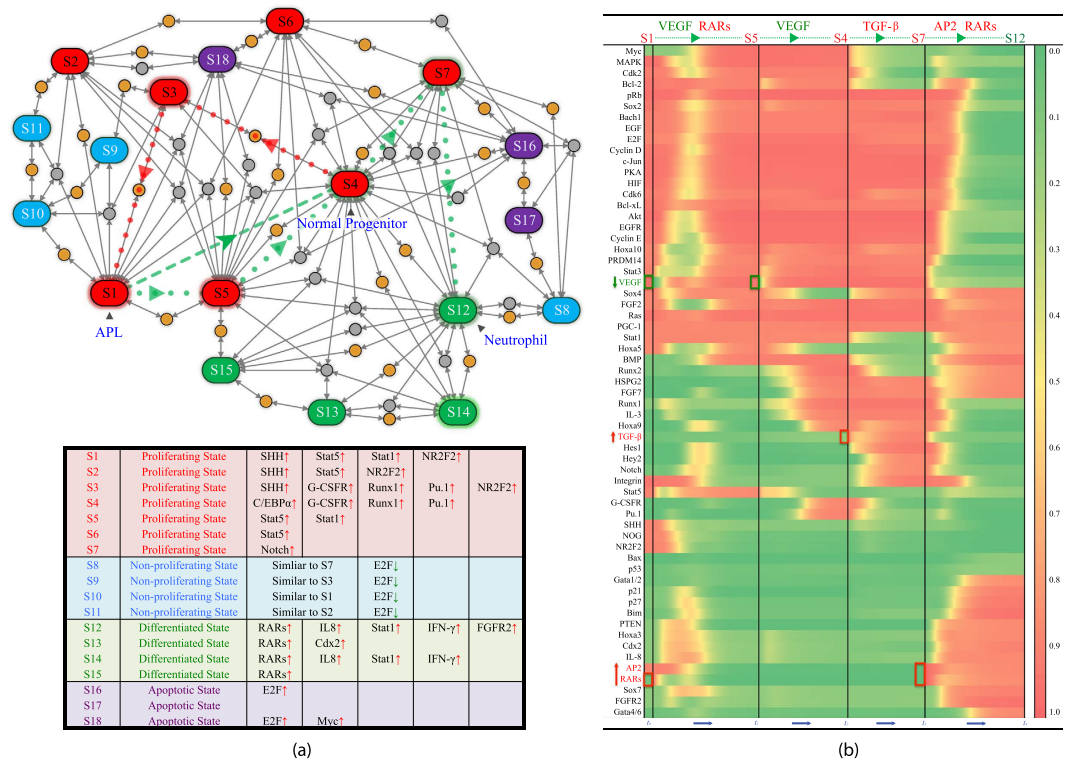 S6
S2
S18
S7
S3
S11
S9
S16
S4
S10
Normal Progenitor
S17
S1
S5
S12
S8
APL
Neutrophil
S15
S13
S14
S1 Proliferating State SHH↑ Stat5↑ Stat1↑ NR2F2↑
S2 Proliferating State SHH↑ Stat5↑ NR2F2↑
S3 Proliferating State SHH↑ G-CSFR↑ Runx1↑ Pu.1↑ NR2F2↑
S4 Proliferating State C/EBPα↑ G-CSFR↑ Runx1↑ Pu.1↑
S5 Proliferating State Stat5↑ Stat1↑
S6 Proliferating State Stat5↑
S7 Proliferating State Notch↑
S8 Non-proliferating State Simliar to S7 E2F↓
S9 Non-proliferating State Similar to S3 E2F↓
S10 Non-proliferating State Similar to S1 E2F↓
S11 Non-proliferating State Similar to S2 E2F↓
S12 Differentiated State RARs↑ IL8↑ Stat1↑ IFN-γ↑ FGFR2↑
S13 Differentiated State RARs↑ Cdx2↑
S14 Differentiated State RARs↑ IL8↑ Stat1↑ IFN-γ↑
S15 Differentiated State RARs↑
S16 Apoptotic State E2F↑
S17 Apoptotic State
S18 Apoptotic State E2F↑ Myc↑
(a)
VEGF RARs VEGF TGF-β AP2 RARs
S1 S5 S4 S7 S12
Myc
MAPK
Cdk2
Bcl-2
pRb
Sox2
Bach1
EGF
E2F
Cyclin D
c-Jun
PKA
HIF
Cdk6
Bcl-xL
Akt
EGFR
Cyclin E
Hoxa10
PRDM14
Stat3
↓VEGF
Sox4
FGF2
Ras
PGC-1
Stat1
Hoxa5
BMP
Runx2
HSPG2
FGF7
Runx1
IL-3
Hoxa9
↑TGF-β
Hes1
Hey2
Notch
Integrin
Stat5
G-CSFR
Pu.1
SHH
NOG
NR2F2
Bax
p53
Gata1/2
p21
p27
Bim
PTEN
Hoxa3
Cdx2
IL-8
AP2
RARs
Sox7
FGFR2
Gata4/6
0.0
0.1
0.2
0.3
0.4
0.5
0.6
0.7
0.8
0.9
1.0
(b)